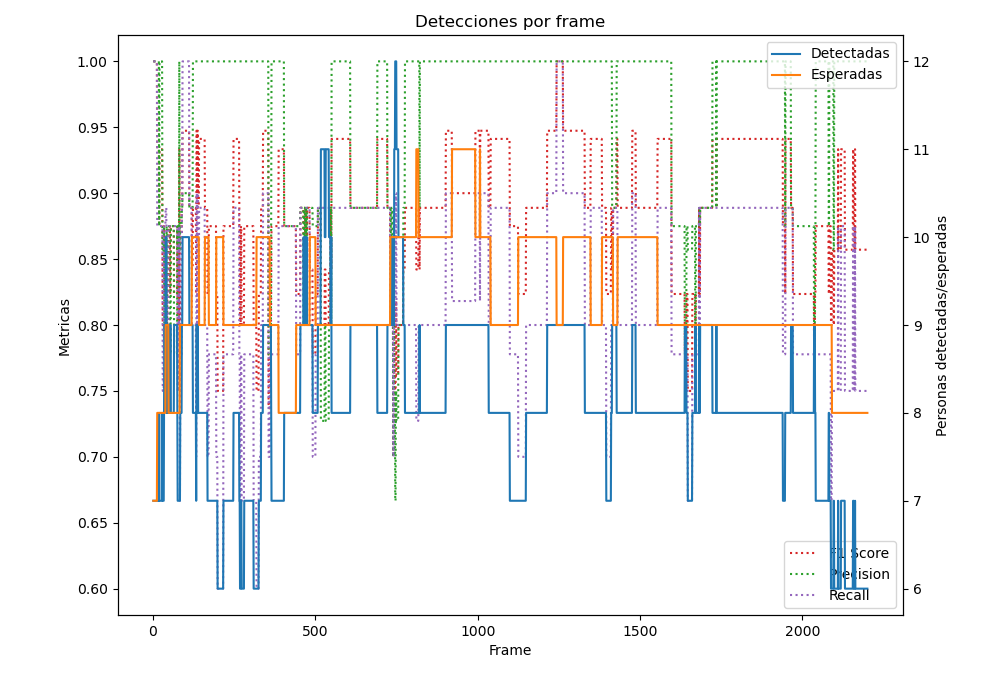 Detecciones por frame
Metricas
1.00
0.95
0.90
0.85
0.80
0.75
0.70
0.65
0.60
Detectadas
Esperadas
F1 Score
Precision
Recall
12
11
10
9
8
7
6
Personas detectadas/esperadas
0
500
1000
1500
2000
Frame